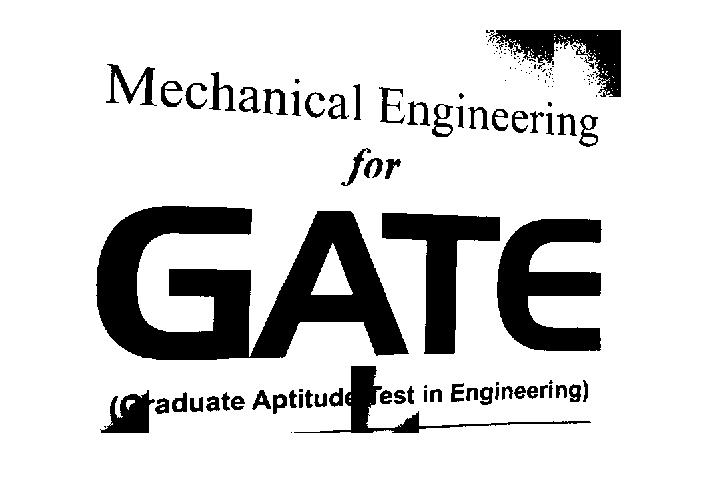 Mechanical Engineering
for
GATE
(Graduate Aptitude Test in Engineering)